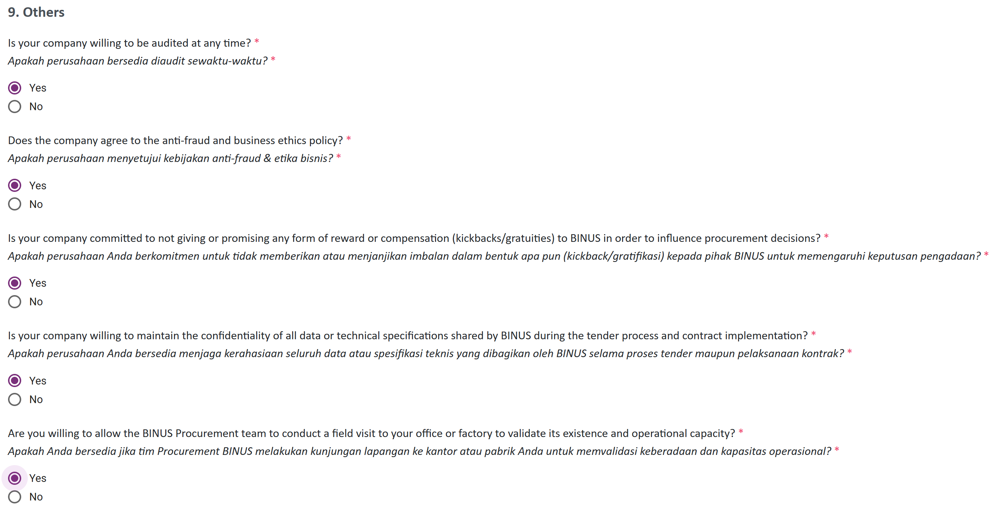 9. Others
Is your company willing to be audited at any time? *
Apakah perusahaan bersedia diaudit sewaktu-waktu? *
Yes
No
Does the company agree to the anti-fraud and business ethics policy? *
Apakah perusahaan menyetujui kebijakan anti-fraud & etika bisnis? *
Yes
No
Is your company committed to not giving or promising any form of reward or compensation (kickbacks/gratuities) to BINUS in order to influence procurement decisions? *
Apakah perusahaan Anda berkomitmen untuk tidak memberikan atau menjanjikan imbalan dalam bentuk apa pun (kickback/gratifikasi) kepada pihak BINUS untuk memengaruhi keputusan pengadaan? *
Yes
No
Is your company willing to maintain the confidentiality of all data or technical specifications shared by BINUS during the tender process and contract implementation? *
Apakah perusahaan Anda bersedia menjaga kerahasiaan seluruh data atau spesifikasi teknis yang dibagikan oleh BINUS selama proses tender maupun pelaksanaan kontrak? *
Yes
No
Are you willing to allow the BINUS Procurement team to conduct a field visit to your office or factory to validate its existence and operational capacity? *
Apakah Anda bersedia jika tim Procurement BINUS melakukan kunjungan lapangan ke kantor atau pabrik Anda untuk memvalidasi keberadaan dan kapasitas operasional? *
Yes
No